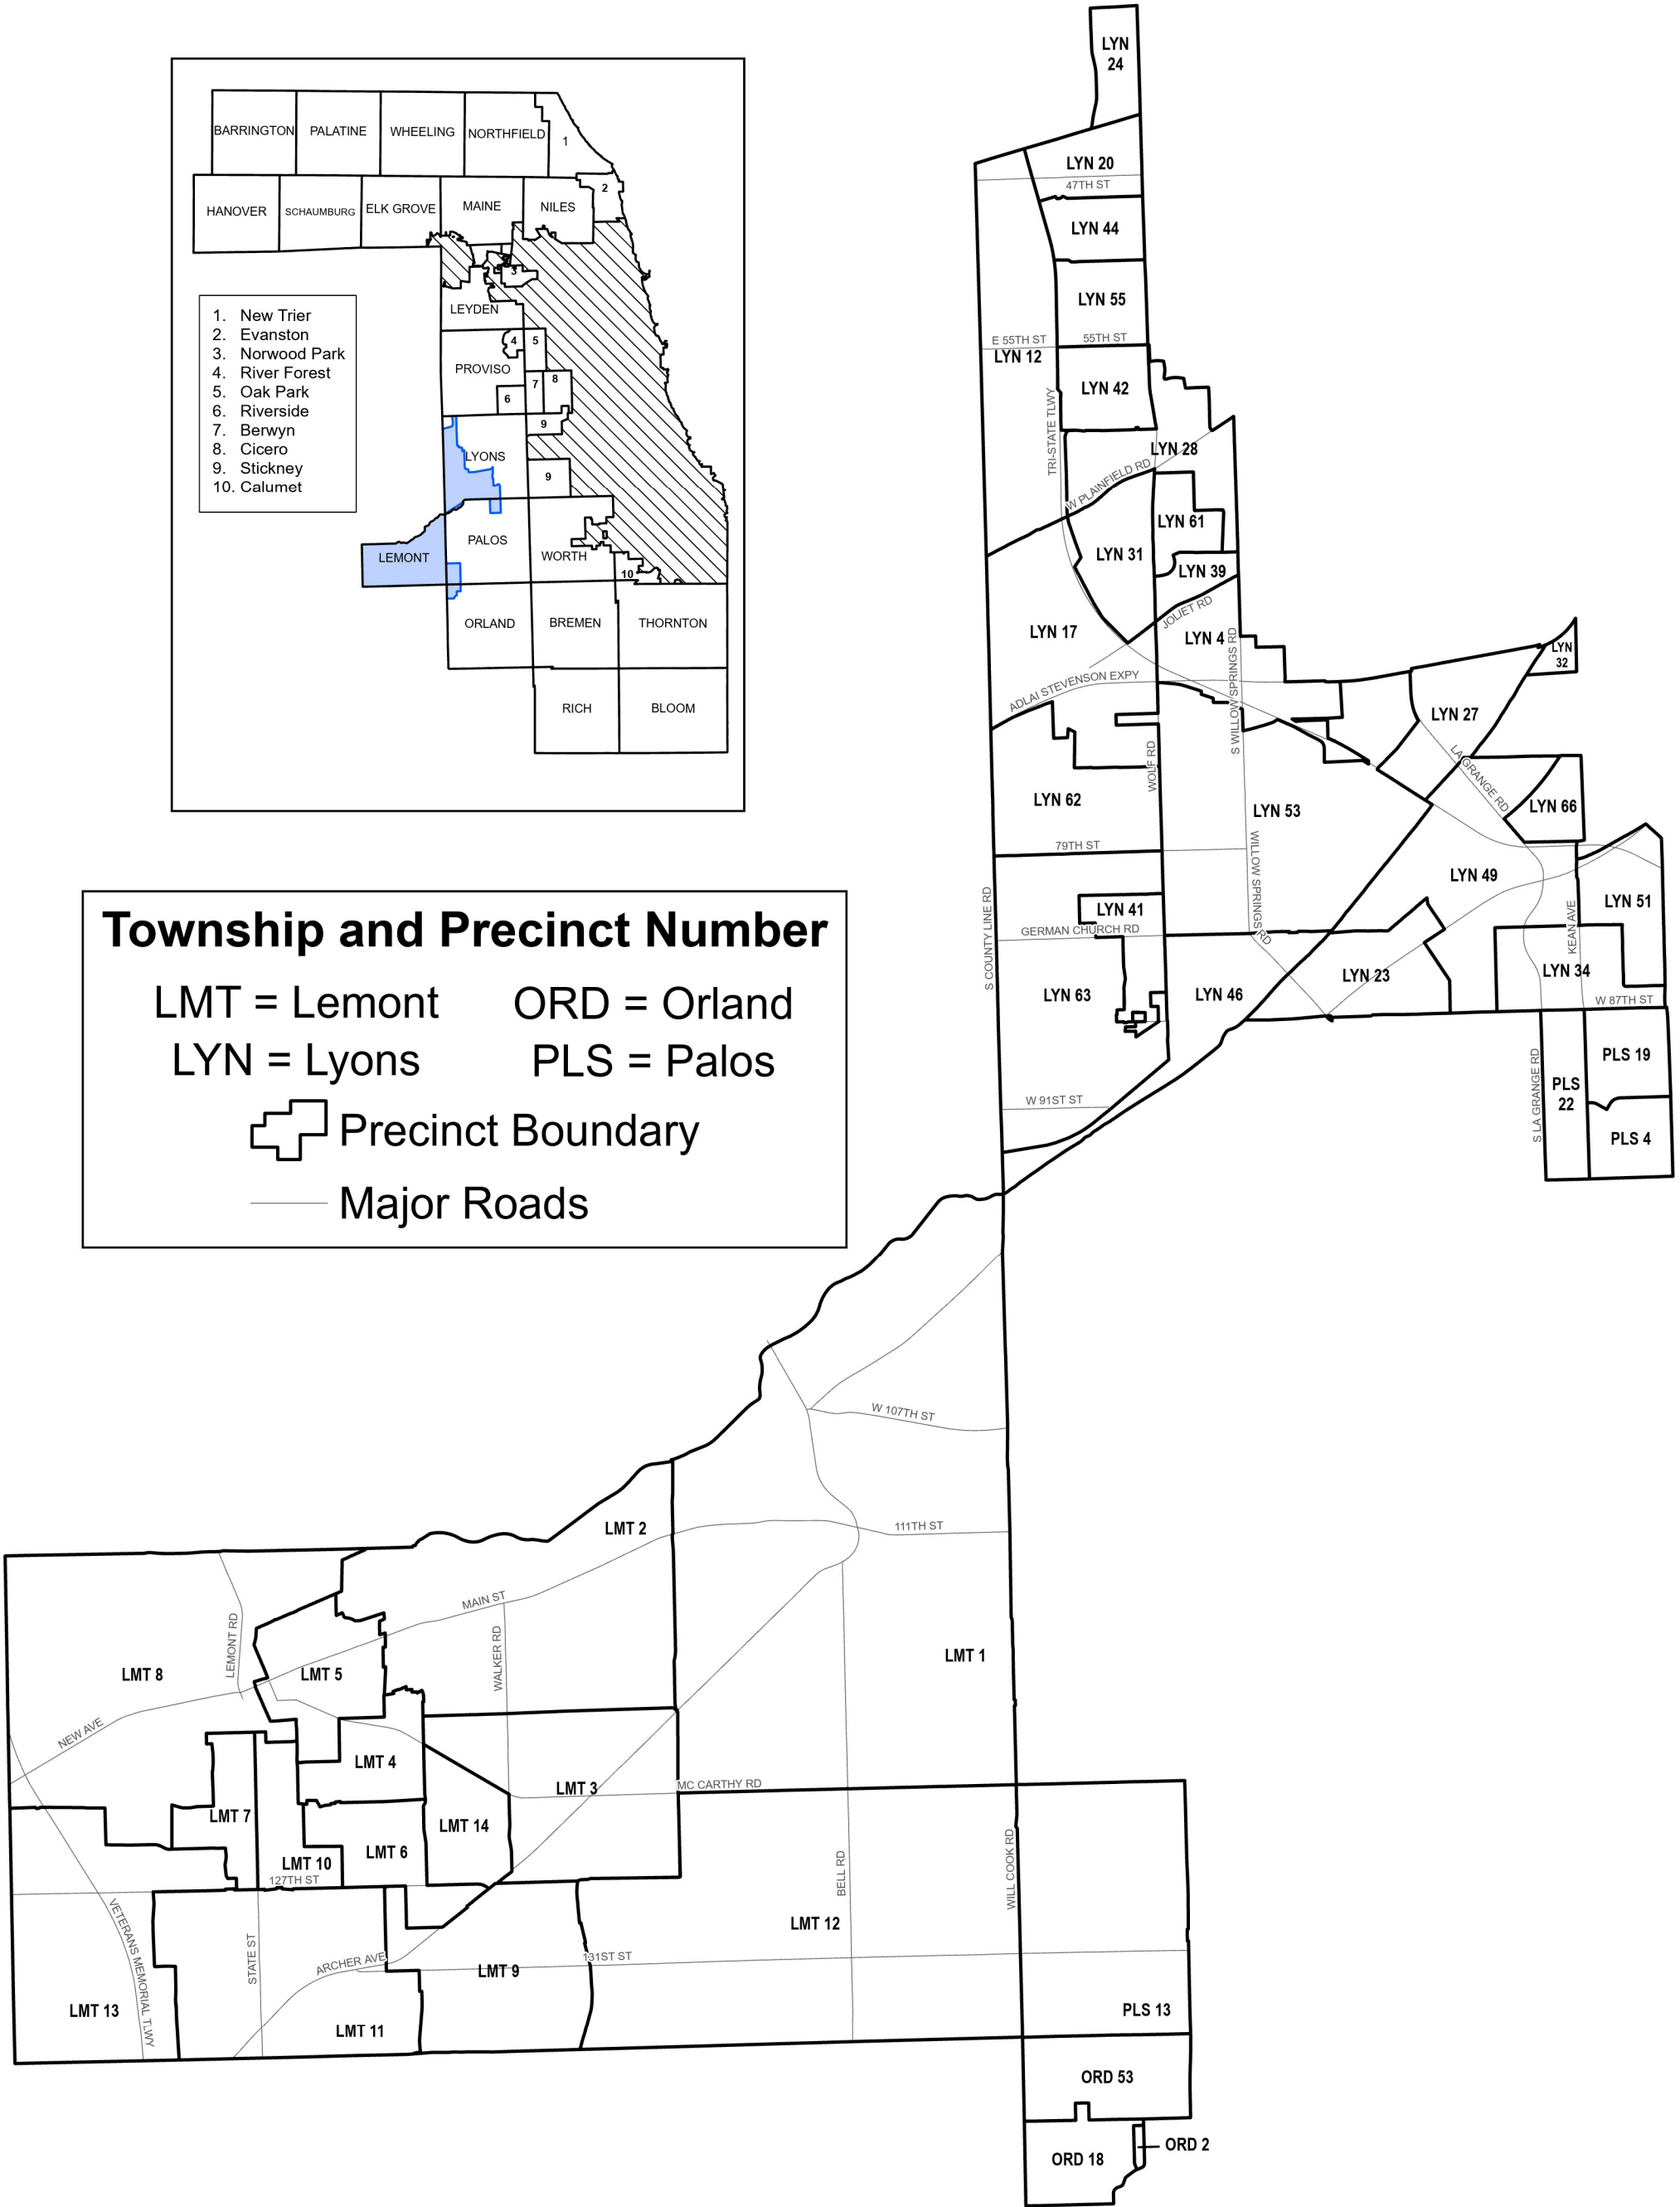 LYN
24
BARRINGTON PALATINE WHEELING NORTHFIELD 1
2
HANOVER SCHAUMBURG ELK GROVE MAINE NILES
3
LEYDEN
4 5
PROVISO
7 8
6
9
LYONS
9
PALOS
LEMONT
WORTH
10
ORLAND BREMEN THORNTON
RICH BLOOM
1. New Trier
2. Evanston
3. Norwood Park
4. River Forest
5. Oak Park
6. Riverside
7. Berwyn
8. Cicero
9. Stickney
10. Calumet
LYN 20
47TH ST
LYN 44
LYN 55
E 55TH ST 55TH ST
LYN 12
LYN 42
TRI-STATE TLWY
LYN 28
W PLAINFIELD RD
LYN 61
LYN 31
LYN 39
JOLIET RD
LYN 17
LYN 4
S WILLOW SPRINGS RD
LYN
32
ADLAI STEVENSON EXPY
LYN 27
WOLF RD
LA GRANGE RD
LYN 62
LYN 53
LYN 66
79TH ST
WILLOW SPRINGS RD
LYN 49
S COUNTY LINE RD
LYN 41
LYN 51
GERMAN CHURCH RD
KEAN AVE
LYN 23
LYN 34
LYN 63
LYN 46
W 87TH ST
S LA GRANGE RD
PLS 19
PLS
22
W 91ST ST
PLS 4
Township and Precinct Number
LMT = Lemont ORD = Orland
LYN = Lyons PLS = Palos
Precinct Boundary
Major Roads
W 107TH ST
LMT 2
111TH ST
MAIN ST
LEMONT RD
WALKER RD
LMT 1
LMT 8
LMT 5
NEW AVE
LMT 4
LMT 3
MC CARTHY RD
LMT 7
LMT 14
LMT 6
LMT 10
127TH ST
BELL RD
WILL COOK RD
VETERANS MEMORIAL TLWY
LMT 12
STATE ST
ARCHER AVE
131ST ST
LMT 9
LMT 13
LMT 11
PLS 13
ORD 53
ORD 2
ORD 18